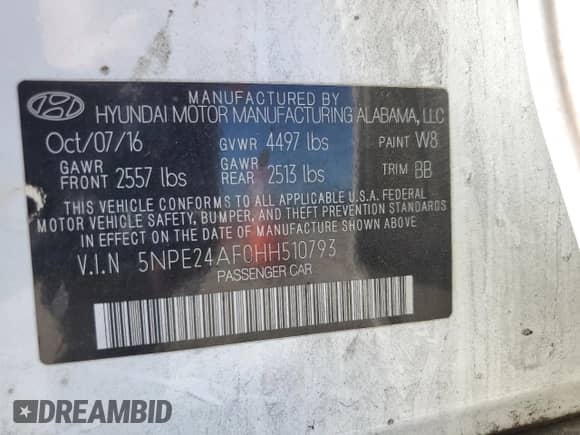 MANUFACTURED BY
HYUNDAI MOTOR MANUFACTURING ALABAMA, LLC
Oct/07/16 GVWR 4497 lbs PAINT W8
GAWR FRONT 2557 lbs GAWR REAR 2513 lbs TRIM BB
THIS VEHICLE CONFORMS TO ALL APPLICABLE U.S.A. FEDERAL
MOTOR VEHICLE SAFETY, BUMPER, AND THEFT PREVENTION STANDARDS
IN EFFECT ON THE DATE OF MANUFACTURE SHOWN ABOVE
V.I.N 5NPE24AF0HH510793
PASSENGER CAR
DREAMBID